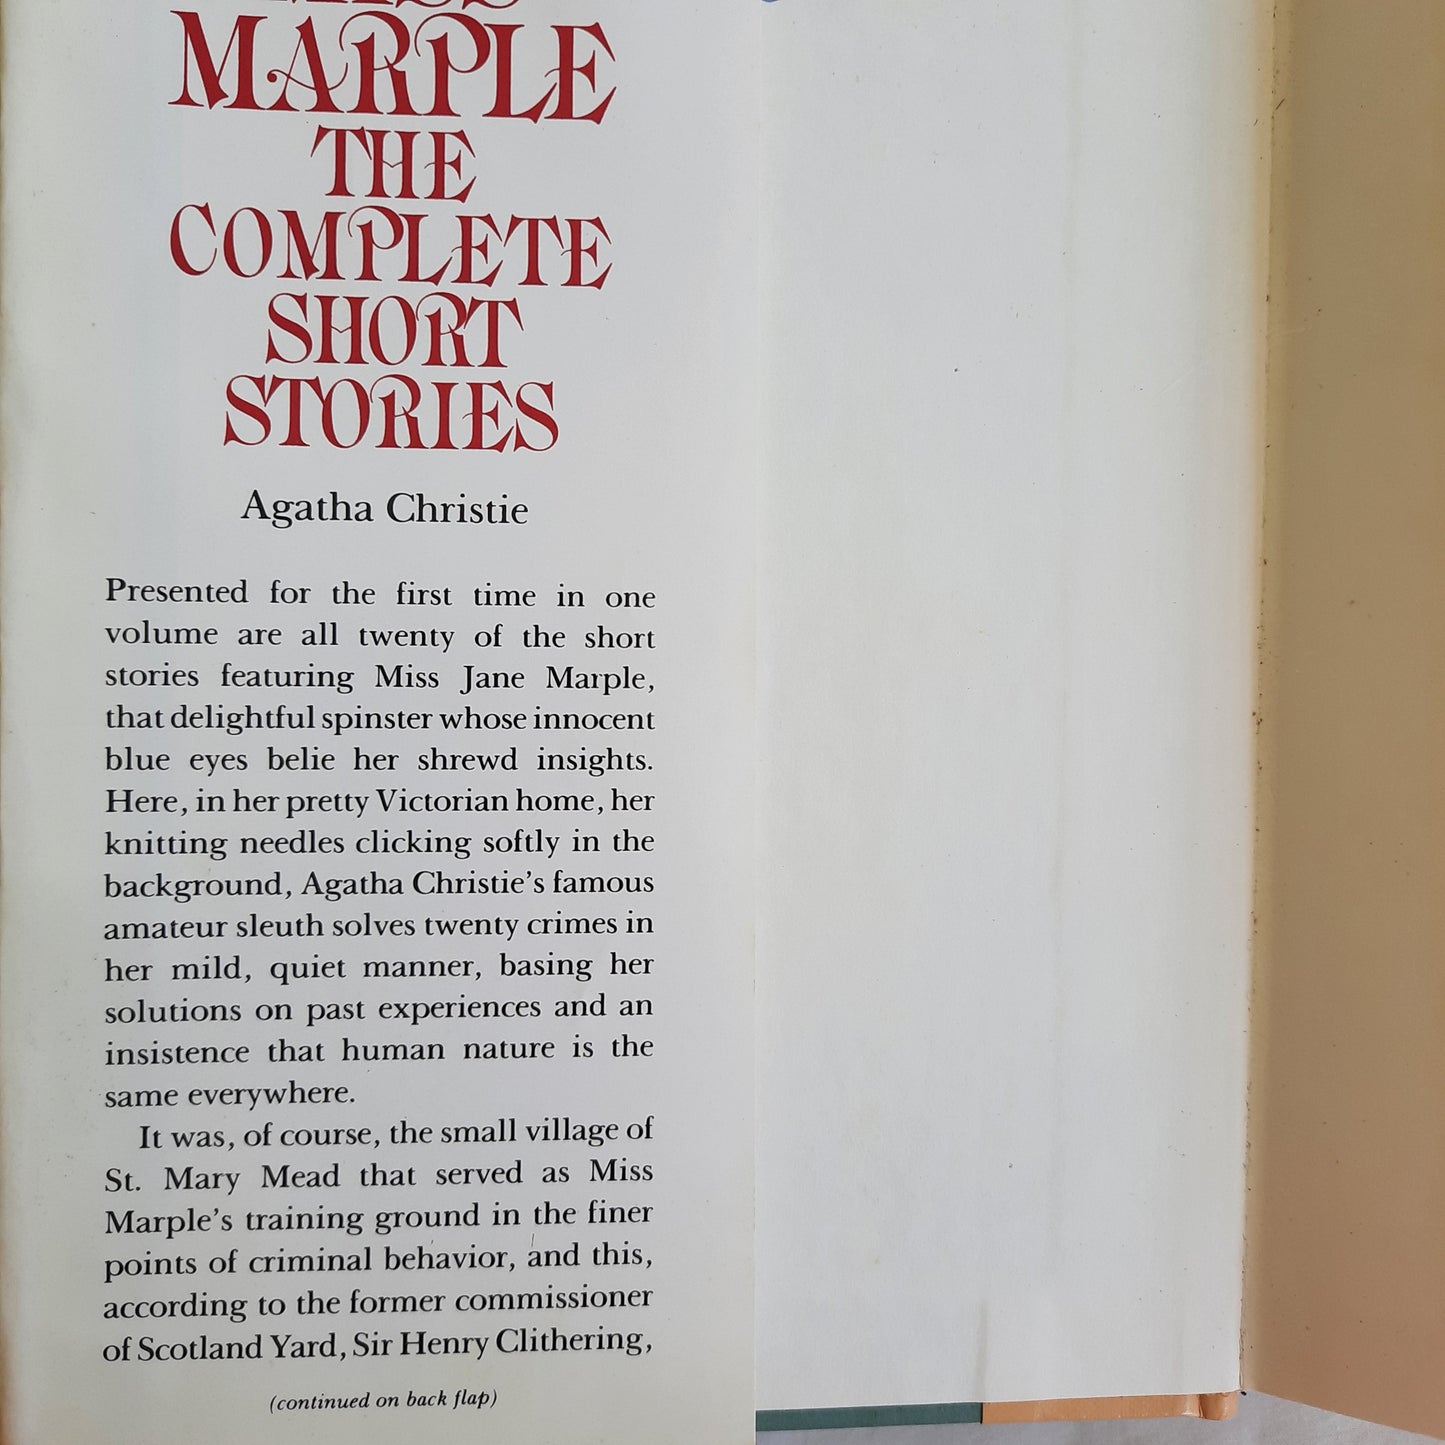 MISS
MARPLE
THE
COMPLETE
SHORT
STORIES
Agatha Christie
Presented for the first time in one
volume are all twenty of the short
stories featuring Miss Jane Marple,
that delightful spinster whose innocent
blue eyes belie her shrewd insights.
Here, in her pretty Victorian home, her
knitting needles clicking softly in the
background, Agatha Christie's famous
amateur sleuth solves twenty crimes in
her mild, quiet manner, basing her
solutions on past experiences and an
insistence that human nature is the
same everywhere.
It was, of course, the small village of
St. Mary Mead that served as Miss
Marple's training ground in the finer
points of criminal behavior, and this,
according to the former commissioner
of Scotland Yard, Sir Henry Clithering,
(continued on back flap)